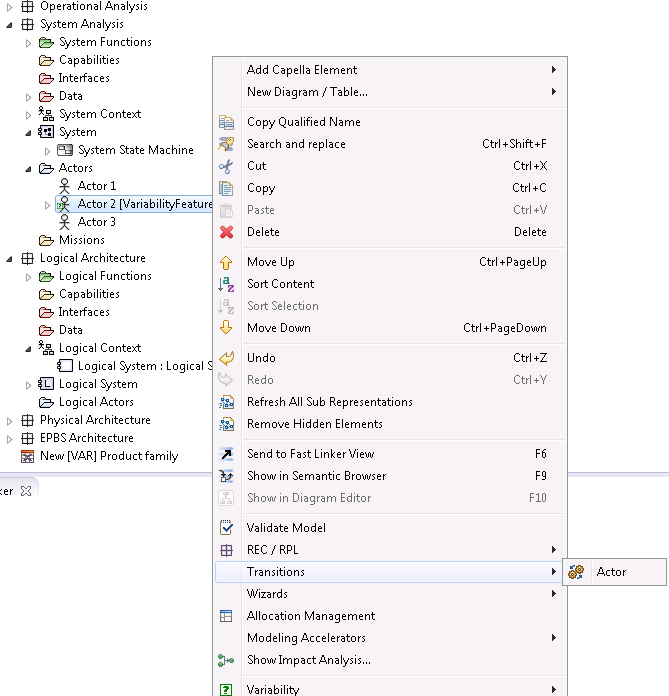 Operational Analysis
System Analysis
System Functions
Capabilities
Interfaces
Data
System Context
System
System State Machine
Actors
Actor 1
Actor 2 [VariabilityFeature
Actor 3
Missions
Logical Architecture
Logical Functions
Capabilities
Interfaces
Data
Logical Context
Logical System : Logical S
Logical System
Logical Actors
Physical Architecture
EPBS Architecture
New [VAR] Product family
ker
Add Capella Element
New Diagram / Table...
Copy Qualified Name
Search and replace Ctrl+Shift+F
Cut Ctrl+X
Copy Ctrl+C
Paste Ctrl+V
Delete Delete
Move Up Ctrl+PageUp
Sort Content
Sort Selection
Move Down Ctrl+PageDown
Undo Ctrl+Z
Redo Ctrl+Y
Refresh All Sub Representations
Remove Hidden Elements
Send to Fast Linker View F6
Show in Semantic Browser F9
Show in Diagram Editor F10
Validate Model
REC / RPL
Transitions
Wizards
Allocation Management
Modeling Accelerators
Show Impact Analysis...
Variability
Actor